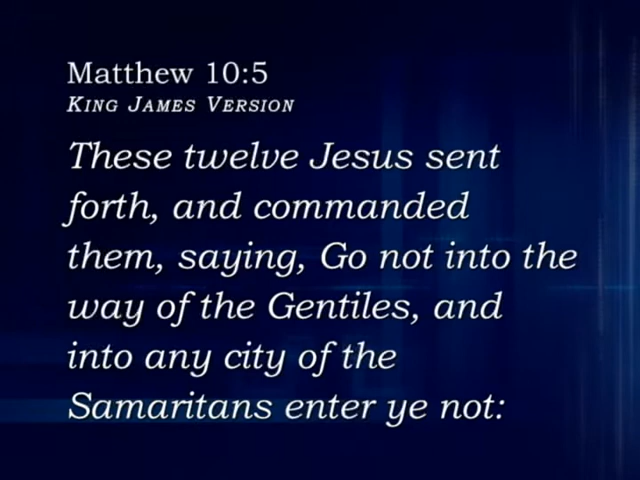 Matthew 10:5
King James Version
These twelve Jesus sent
forth, and commanded
them, saying, Go not into the
way of the Gentiles, and
into any city of the
Samaritans enter ye not: